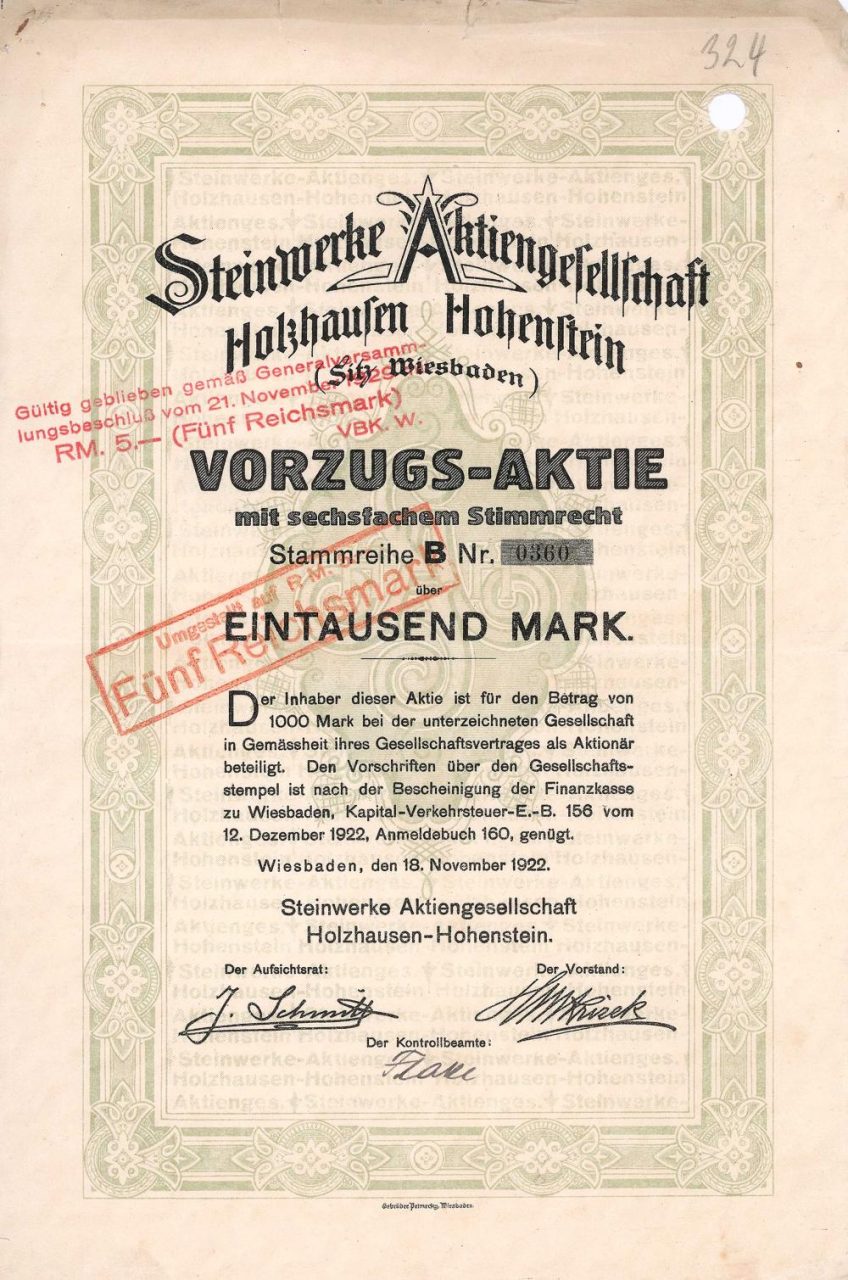 324
Steinwerke Aktiengesellschaft
Holzhausen Hohenstein
(Sitz Wiesbaden)
Gültig geblieben gemäß Generalversamm-
lungsbeschluß vom 21. November
RM. 5.— (Fünf Reichsmark)
VBK. W.
VORZUGS-AKTIE
mit sechsfachem Stimmrecht
Stammreihe B Nr. 0360
über
EINTAUSEND MARK.
Umgestellt auf RM. 5
Fünf Reichsmark
Der Inhaber dieser Aktie ist für den Betrag von
1000 Mark bei der unterzeichneten Gesellschaft
in Gemässheit ihres Gesellschaftsvertrages als Aktionär
beteiligt. Den Vorschriften über den Gesellschafts-
stempel ist nach der Bescheinigung der Finanzkasse
zu Wiesbaden, Kapital-Verkehrsteuer-E.-B. 156 vom
12. Dezember 1922, Anmeldebuch 160, genügt.
Wiesbaden, den 18. November 1922.
Steinwerke Aktiengesellschaft
Holzhausen-Hohenstein.
Der Aufsichtsrat: Der Vorstand:
J. Schmitt
Der Kontrollbeamte:
Gebrüder Petmecky, Wiesbaden.